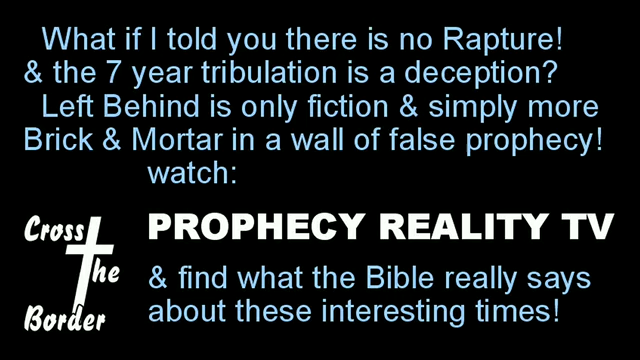 What if I told you there is no Rapture!
& the 7 year tribulation is a deception?
Left Behind is only fiction & simply more
Brick & Mortar in a wall of false prophecy!
watch:
Cross
the
Border
PROPHECY REALITY TV
& find what the Bible really says
about these interesting times!